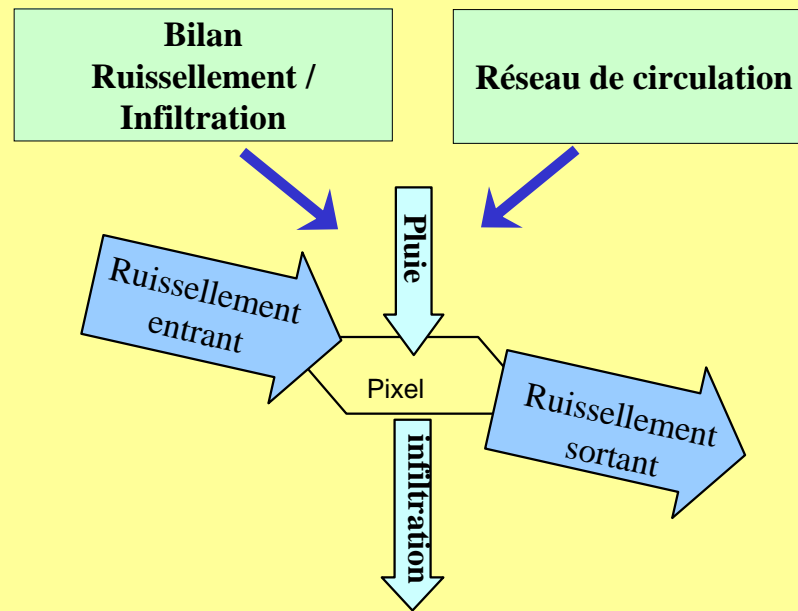 Bilan
Ruissellement /
Infiltration
Réseau de circulation
Pluie
Ruissellement
entrant
Pixel
Ruissellement
sortant
infiltration